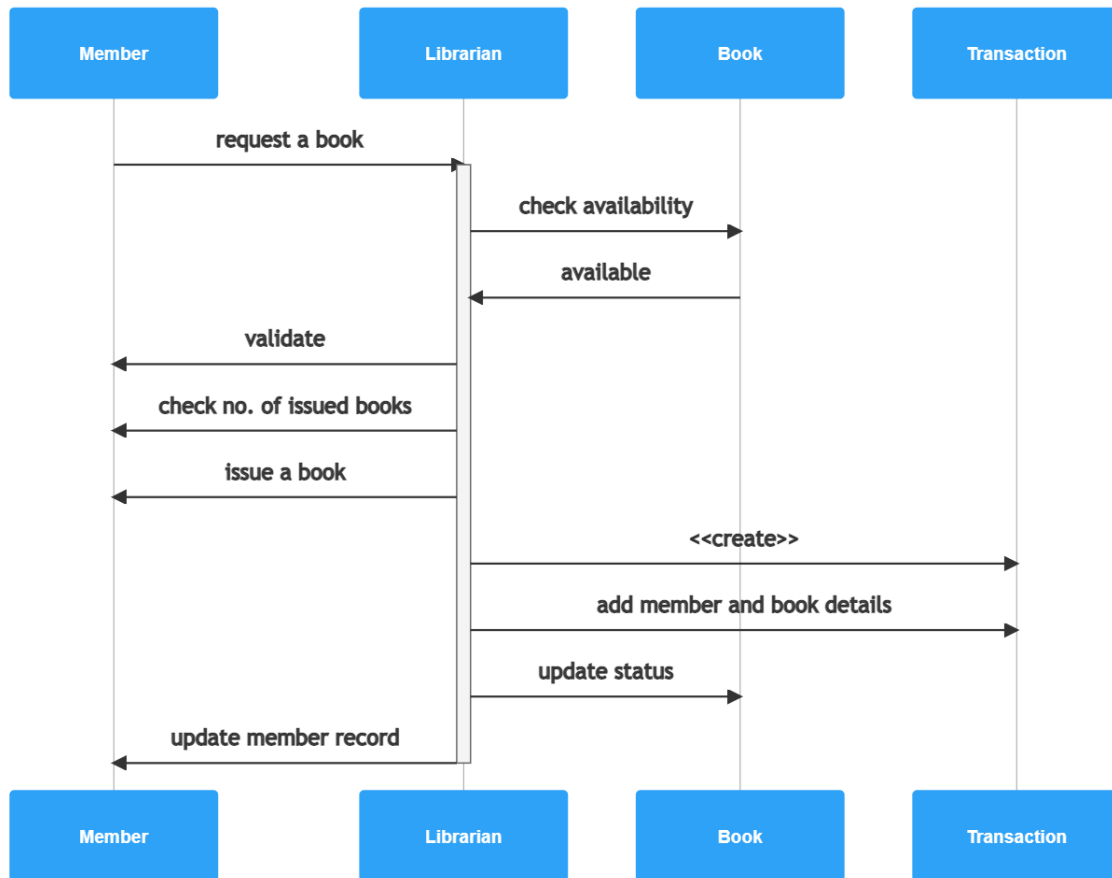 Member
Librarian
Book
Transaction
request a book
check availability
available
validate
check no. of issued books
issue a book
<<create>>
add member and book details
update status
update member record
Member
Librarian
Book
Transaction